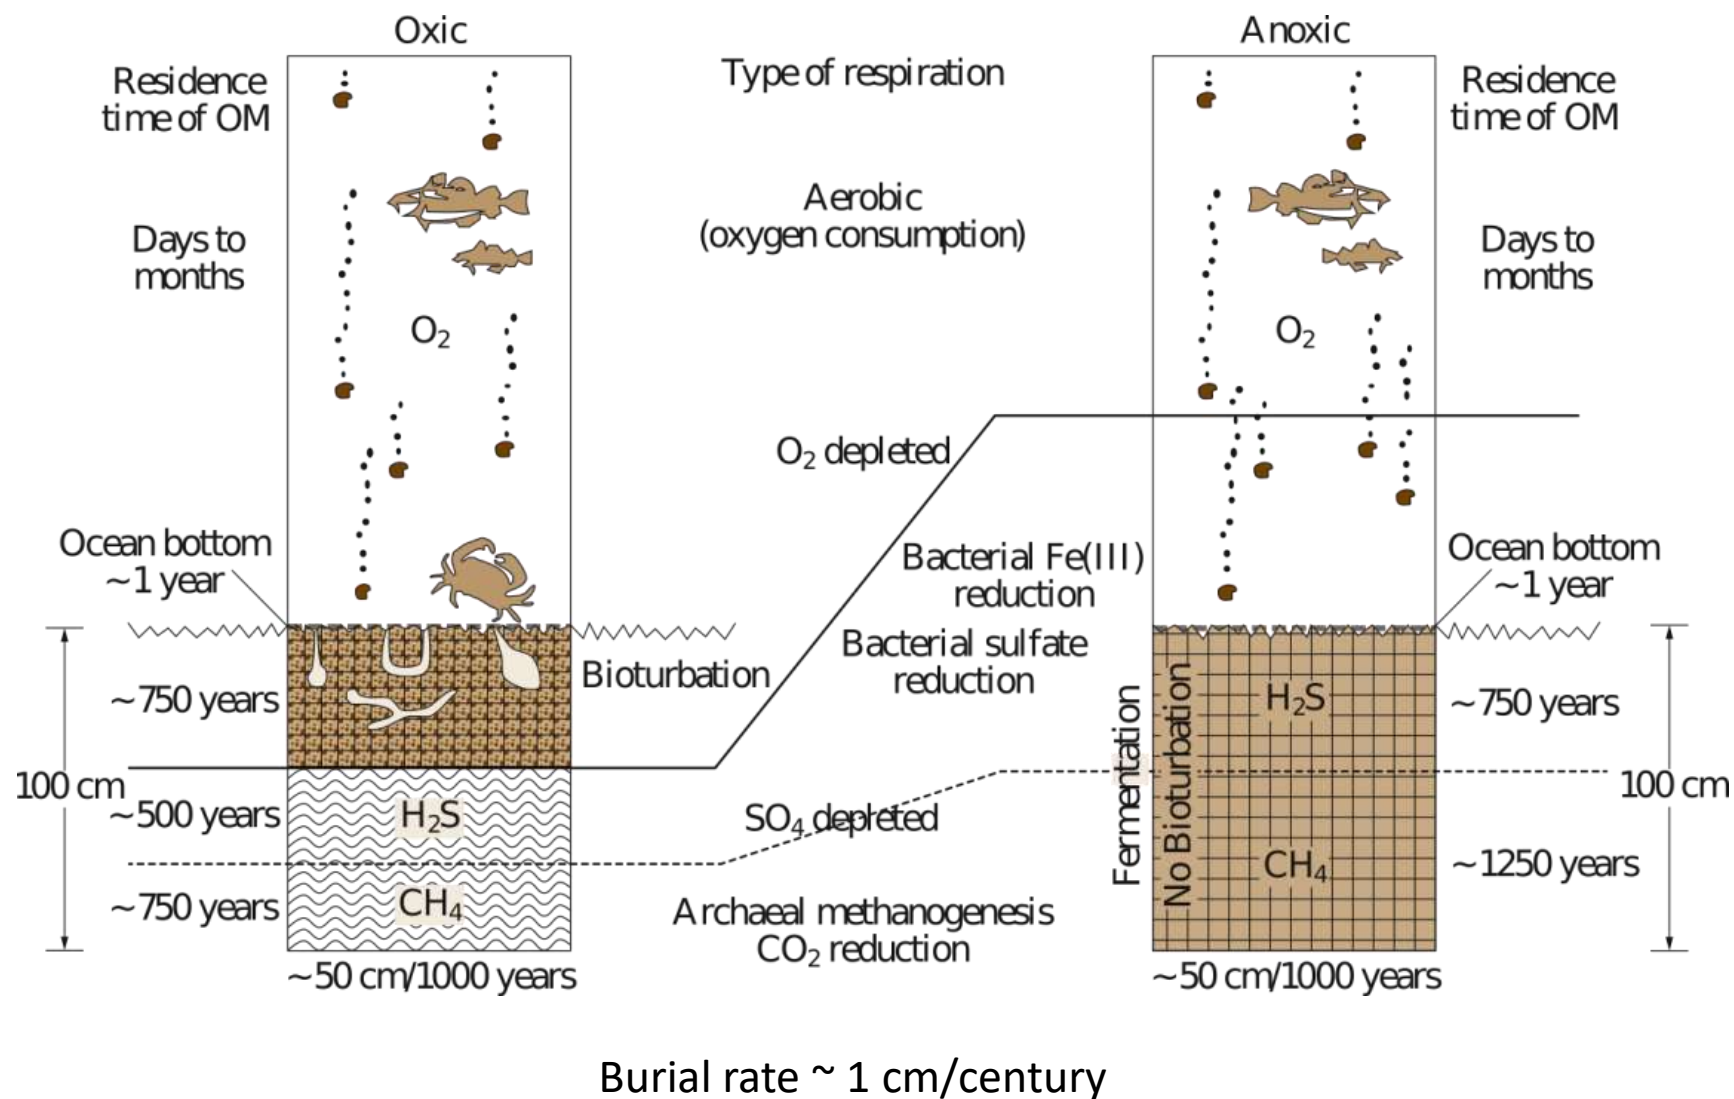 Oxic
Anoxic
Residence
time of OM
Type of respiration
Residence
time of OM
Aerobic
(oxygen consumption)
Days to
months
Days to
months
O₂
O₂
O₂ depleted
Ocean bottom
~1 year
Bacterial Fe(III)
reduction
Ocean bottom
~1 year
Bioturbation
Bacterial sulfate
reduction
~750 years
Fermentation
No Bioturbation
H₂S
~750 years
100 cm
~500 years
H₂S
SO₄ depleted
100 cm
~750 years
CH₄
Archaeal methanogenesis
CO₂ reduction
CH₄
~1250 years
~50 cm/1000 years
~50 cm/1000 years
Burial rate ~ 1 cm/century